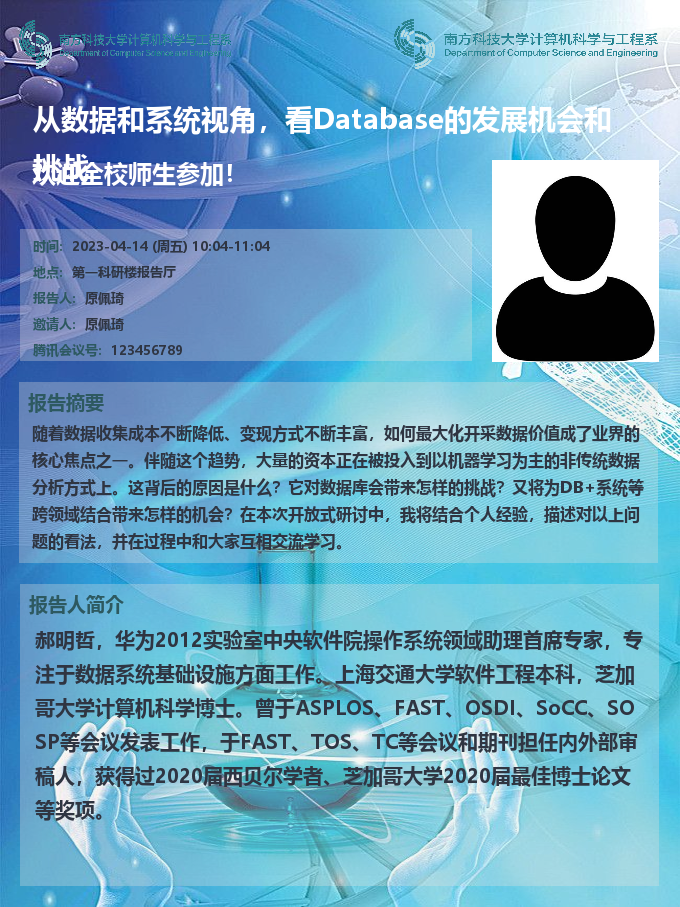 南方科技大学计算机科学与工程系
Department of Computer Science and Engineering
南方科技大学计算机科学与工程系
Department of Computer Science and Engineering
从数据和系统视角，看Database的发展机会和
挑战
欢迎全校师生参加！
时间：2023-04-14 (周五) 10:04-11:04
地点：第一科研楼报告厅
报告人：原佩琦
邀请人：原佩琦
腾讯会议号：123456789
报告摘要
随着数据收集成本不断降低、变现方式不断丰富，如何最大化开采数据价值成了业界的
核心焦点之一。伴随这个趋势，大量的资本正在被投入到以机器学习为主的非传统数据
分析方式上。这背后的原因是什么？它对数据库会带来怎样的挑战？又将为DB+系统等
跨领域结合带来怎样的机会？在本次开放式研讨中，我将结合个人经验，描述对以上问
题的看法，并在过程中和大家互相交流学习。
报告人简介
郝明哲，华为2012实验室中央软件院操作系统领域助理首席专家，专
注于数据系统基础设施方面工作。上海交通大学软件工程本科，芝加
哥大学计算机科学博士。曾于ASPLOS、FAST、OSDI、SoCC、SO
SP等会议发表工作，于FAST、TOS、TC等会议和期刊担任内外部审
稿人，获得过2020届西贝尔学者、芝加哥大学2020届最佳博士论文
等奖项。